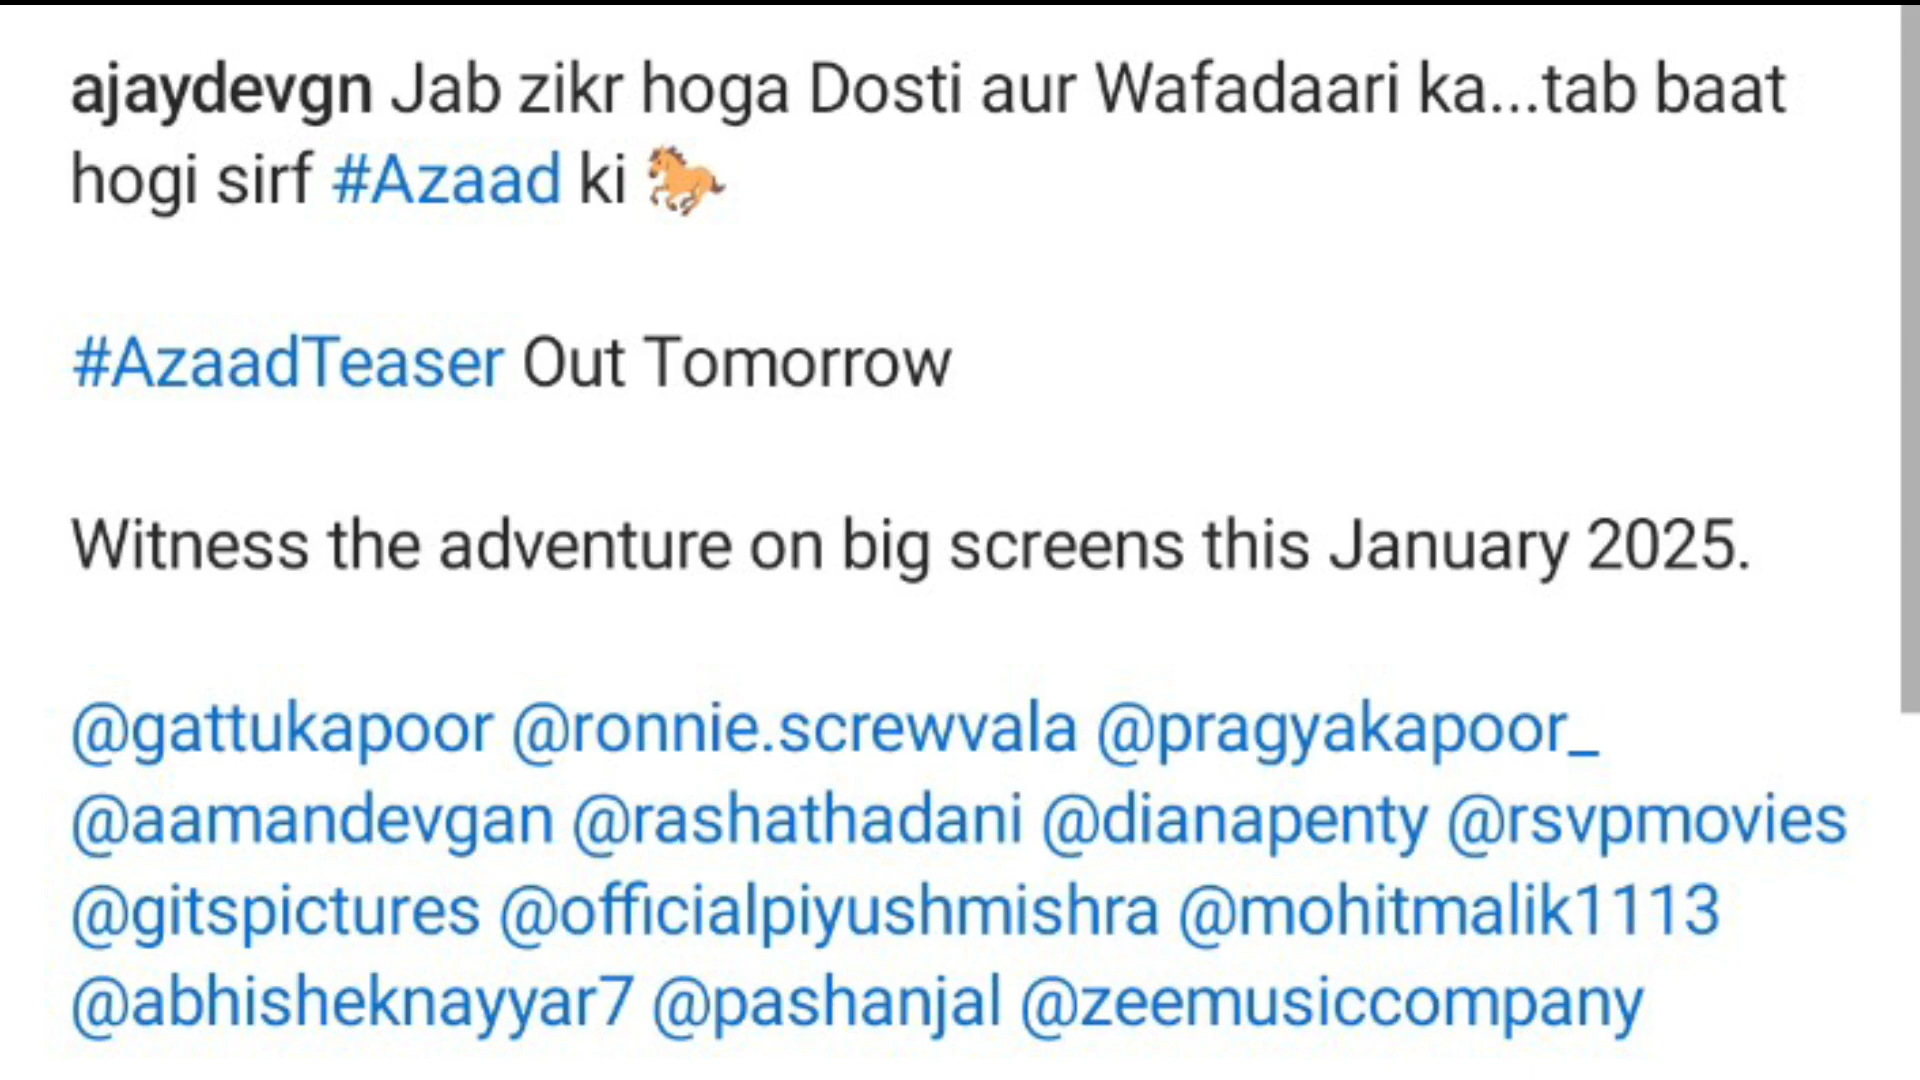 ajaydevgn Jab zikr hoga Dosti aur Wafadaari ka...tab baat
hogi sirf #Azaad ki 🐎
#AzaadTeaser Out Tomorrow
Witness the adventure on big screens this January 2025.
@gattukapoor @ronnie.screwvala @pragyakapoor_
@aamandevgan @rashathadani @dianapenty @rsvpmovies
@gitspictures @officialpiyushmishra @mohitmalik1113
@abhisheknayyar7 @pashanjal @zeemusiccompany